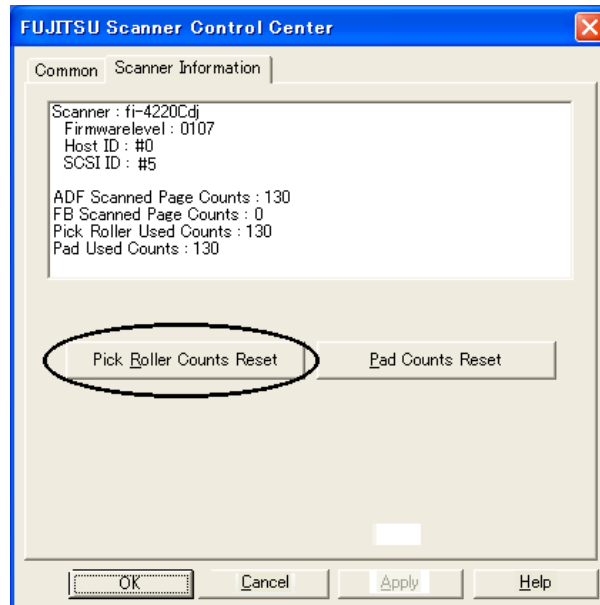 FUJITSU Scanner Control Center
Common Scanner Information
Scanner : fi-4220Cdj
Firmwarelevel : 0107
Host ID : #0
SCSI ID : #5
ADF Scanned Page Counts : 130
FB Scanned Page Counts : 0
Pick Roller Used Counts : 130
Pad Used Counts : 130
Pick Roller Counts Reset Pad Counts Reset
OK Cancel Apply Help